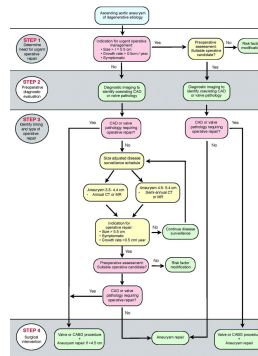 Ascending aortic aneurysm
of degenerative etiology
STEP 1
Determine
need for urgent
operative
repair
Indication for urgent operative
management
• Size > / = 5.5 cm
• Growth rate > 0.5cm / year
• Symptomatic
Yes
Preoperative
assessment
Suitable operative
candidate?
No
Risk factor
modification
No
Yes
STEP 2
Preoperative
diagnostic
evaluation
Diagnostic imaging to
identify coexisting CAD
or valve pathology
Diagnostic imaging to
identify coexisting CAD
or valve pathology
STEP 3
Identify timing
and type of
operative
repair
CAD or valve
pathology requiring
operative repair?
CAD or valve
pathology requiring
operative repair?
Yes
No
No
Yes
Size adjusted disease
surveillance schedule
Aneurysm 3.5- 4.4 cm
• Annual CT or MR
Aneurysm 4.5- 5.4 cm
Semi-annual CT
or MR
Indication for
operative repair:
• Size > 5.5 cm
• Symptomatic
• Growth rate >0.5 cm/ year
No
Continue disease
surveillance
Yes
Preoperative assessment:
Suitable operative candidate?
No
Risk factor
modification
Yes
CAD or valve
pathology requiring
operative repair?
Yes
No
STEP 4
Surgical
intervention
Valve or CABG procedure
+
Aneurysm repair if >4.5 cm
Aneurysm repair
Valve or CABG procedure
+
Aneurysm repair